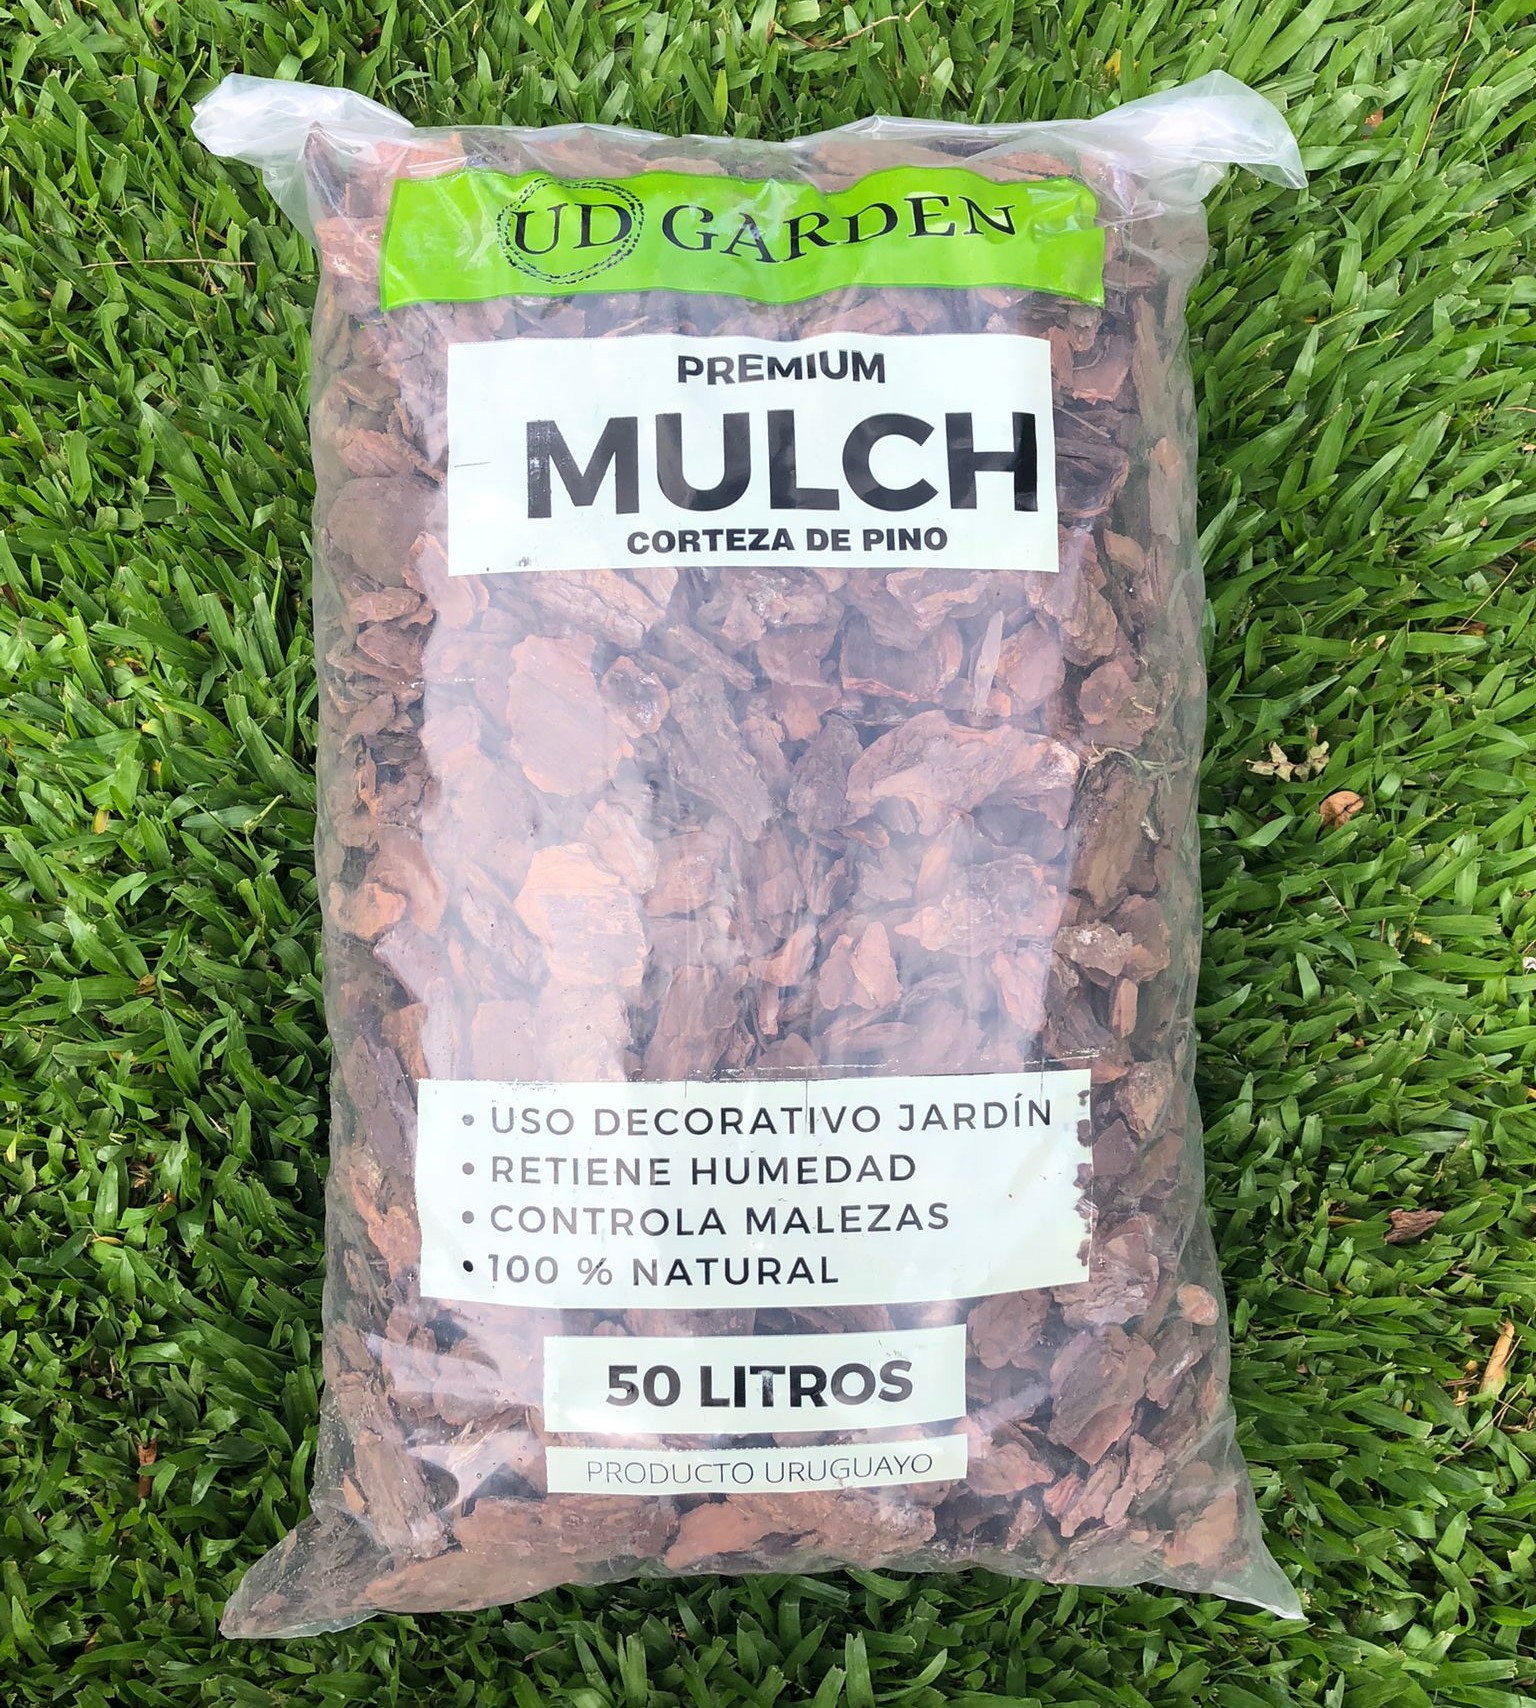 UD GARDEN
PREMIUM
MULCH
CORTEZA DE PINO
• USO DECORATIVO JARDÍN
• RETIENE HUMEDAD
• CONTROLA MALEZAS
• 100 % NATURAL
50 LITROS
PRODUCTO URUGUAYO